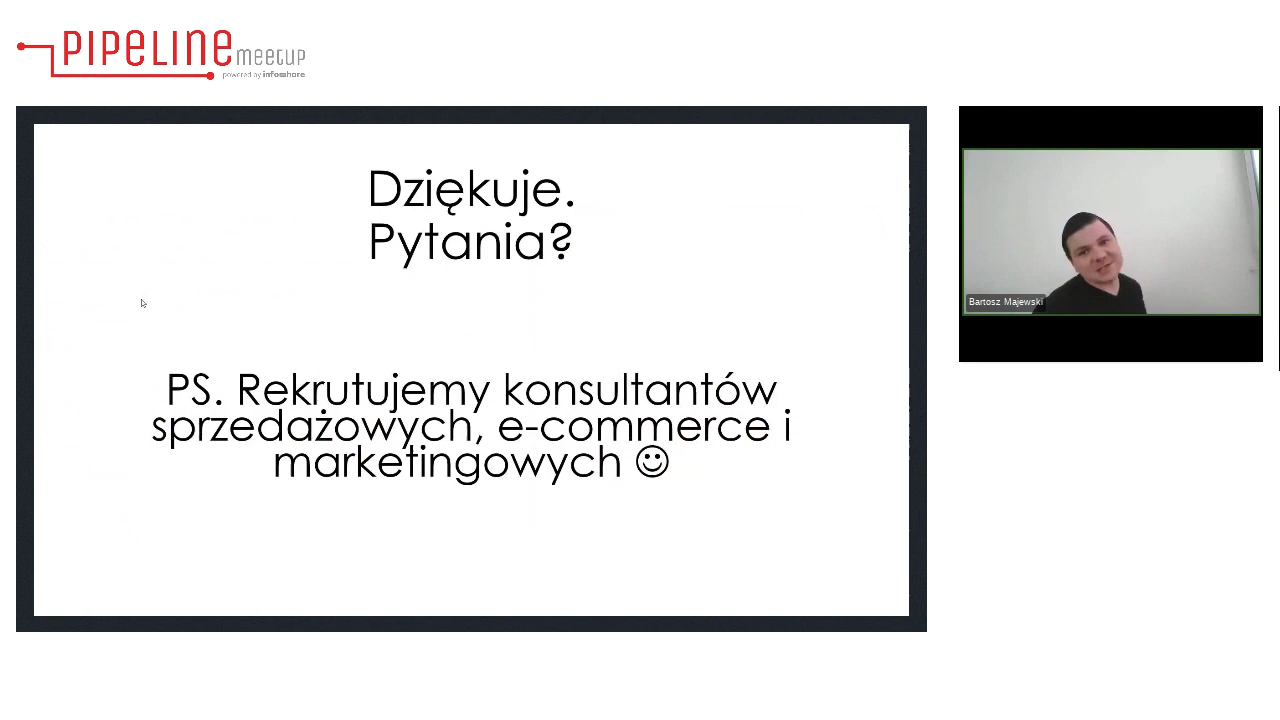 PIPELINE meetup
powered by infoshare
Dziękuje.
Pytania?
PS. Rekrutujemy konsultantów
sprzedażowych, e-commerce i
marketingowych ☺
Bartosz Majewski